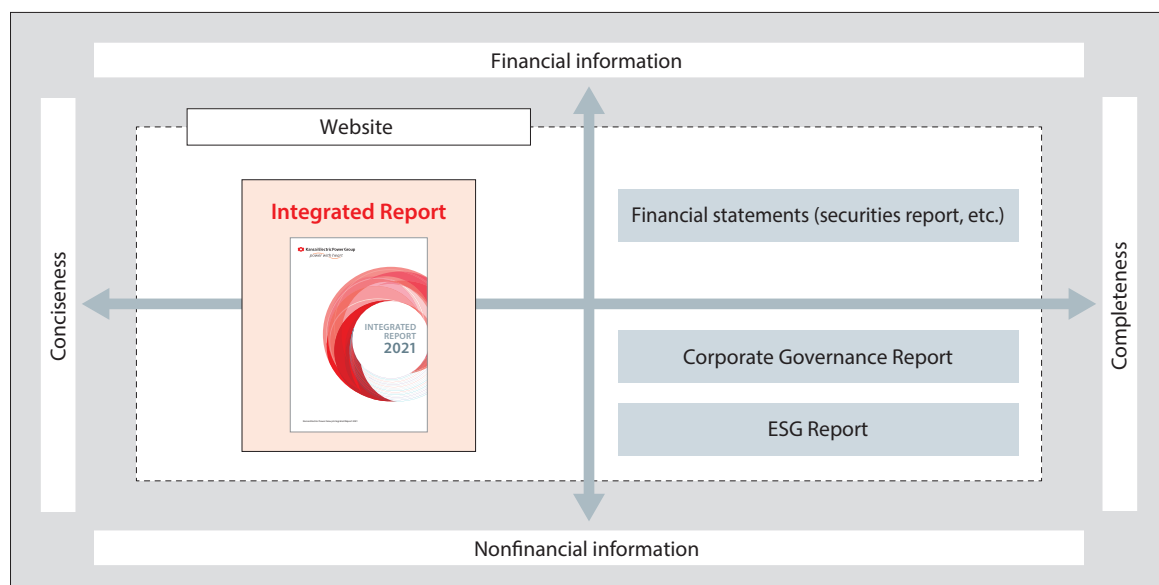 Financial information
Website
Conciseness
Completeness
Integrated Report
Kansai Electric Power Group
power with heart
INTEGRATED
REPORT
2021
Financial statements (securities report, etc.)
Corporate Governance Report
ESG Report
Nonfinancial information